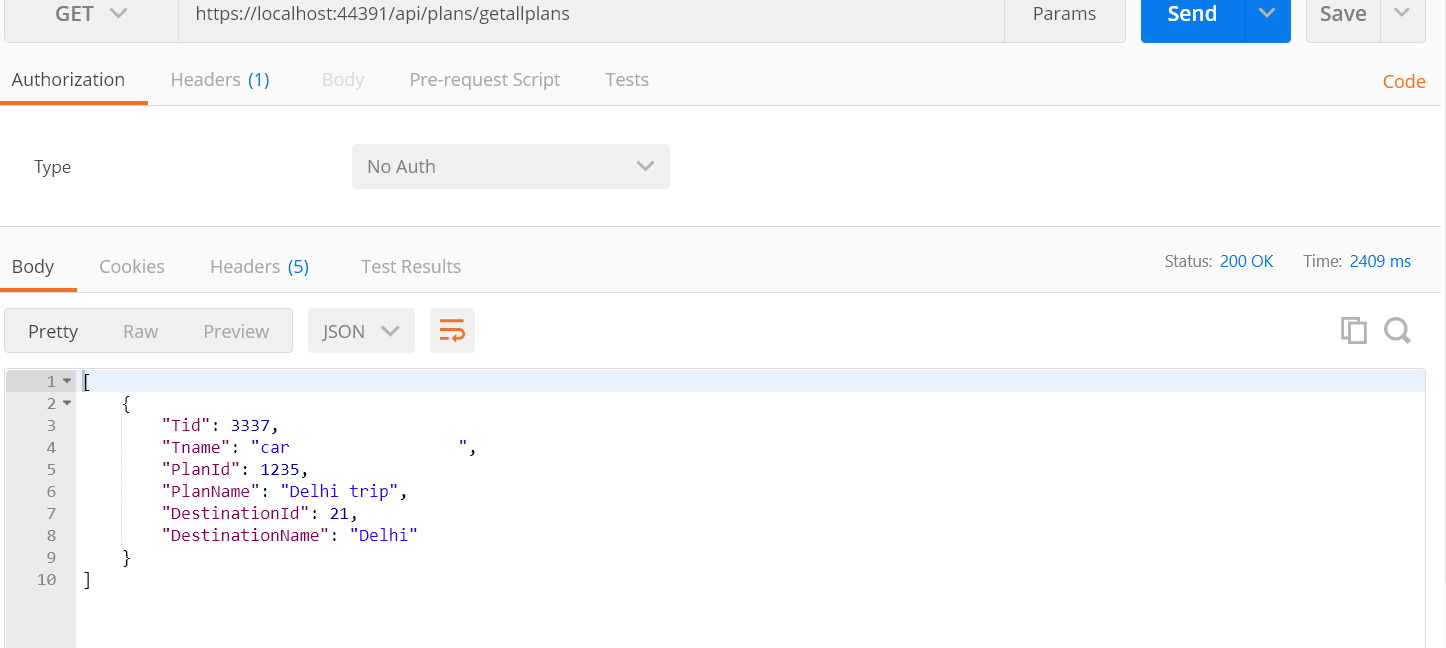 GET https://localhost:44391/api/plans/getallplans Params Send Save
Authorization Headers (1) Body Pre-request Script Tests Code
Type No Auth
Body Cookies Headers (5) Test Results Status: 200 OK Time: 2409 ms
Pretty Raw Preview JSON
1 [
2 {
3 "Tid": 3337,
4 "Tname": "car                 ",
5 "PlanId": 1235,
6 "PlanName": "Delhi trip",
7 "DestinationId": 21,
8 "DestinationName": "Delhi"
9 }
10 ]